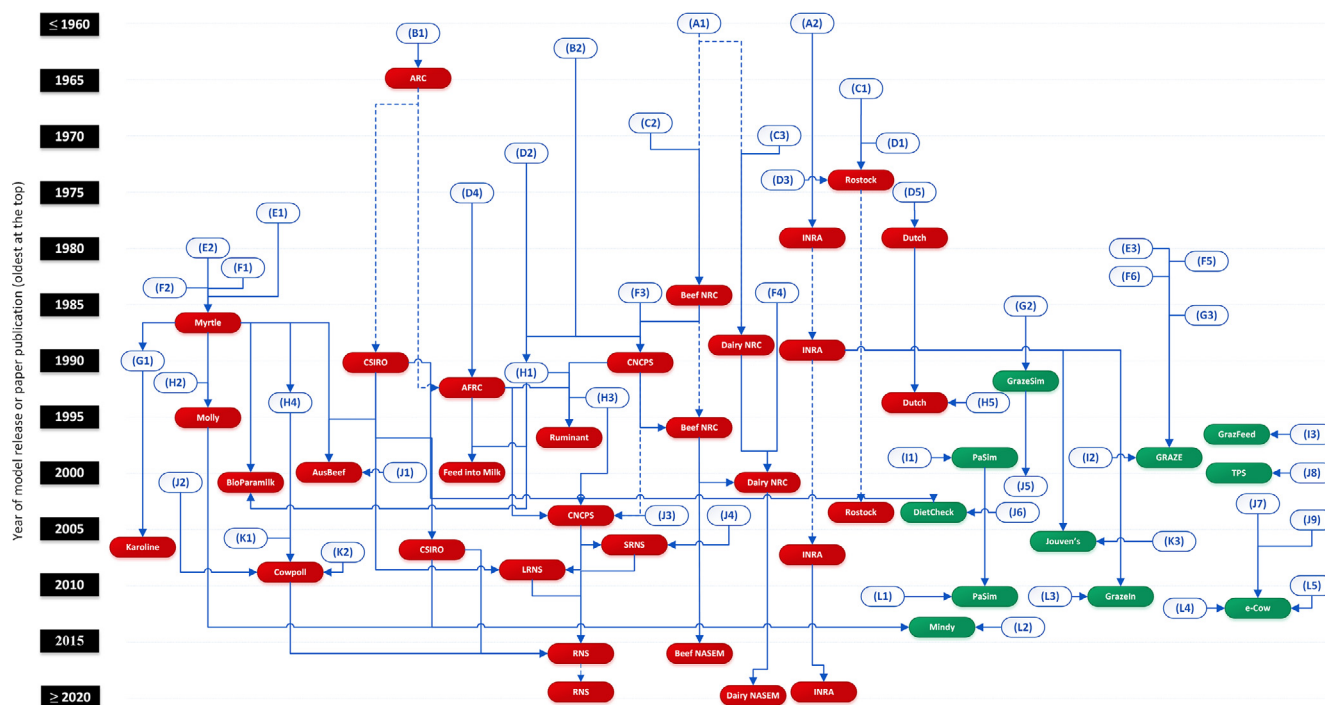 Year of model release or paper publication (oldest at the top)
≤ 1960
(A1)
(A2)
(B1)
(B2)
1965
ARC
(C1)
1970
(C2)
(C3)
(D1)
(D2)
(D3)
Rostock
1975
(D4)
(D5)
(E1)
INRA
Dutch
1980
(E2)
(E3)
(F1)
(F5)
(F2)
(F6)
1985
(F3)
Beef NRC
(F4)
(G2)
(G3)
Myrtle
Dairy NRC
INRA
1990
(G1)
CSIRO
CNCPS
(H1)
(H2)
GrazeSim
AFRC
(H3)
(H4)
Dutch
(H5)
1995
Molly
Beef NRC
Ruminant
GrazFeed
(I3)
(I1)
PaSim
(I2)
GRAZE
2000
AusBeef
(J1)
Feed into Milk
TPS
(J8)
(J2)
BioParamilk
Dairy NRC
(J5)
(J7)
CNCPS
(J3)
Rostock
DietCheck
(J6)
(J4)
(J9)
2005
(K1)
Karoline
CSIRO
SRNS
INRA
Jouven's
(K3)
(K2)
Cowpoll
LRNS
2010
(L1)
PaSim
(L3)
GrazeIn
(L5)
(L4)
e-Cow
Mindy
(L2)
2015
RNS
Beef NASEM
≥ 2020
RNS
Dairy NASEM
INRA